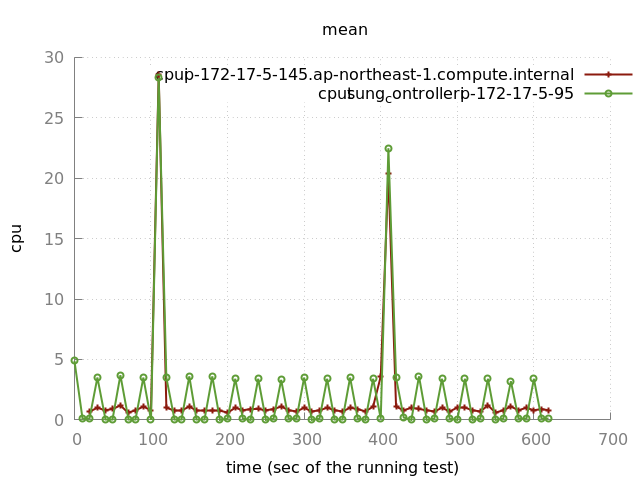 mean
30
25
20
15
10
5
0
cpu
cpu:ip-172-17-5-145.ap-northeast-1.compute.internal
cputsung_controller:ip-172-17-5-95
0 100 200 300 400 500 600 700
time (sec of the running test)